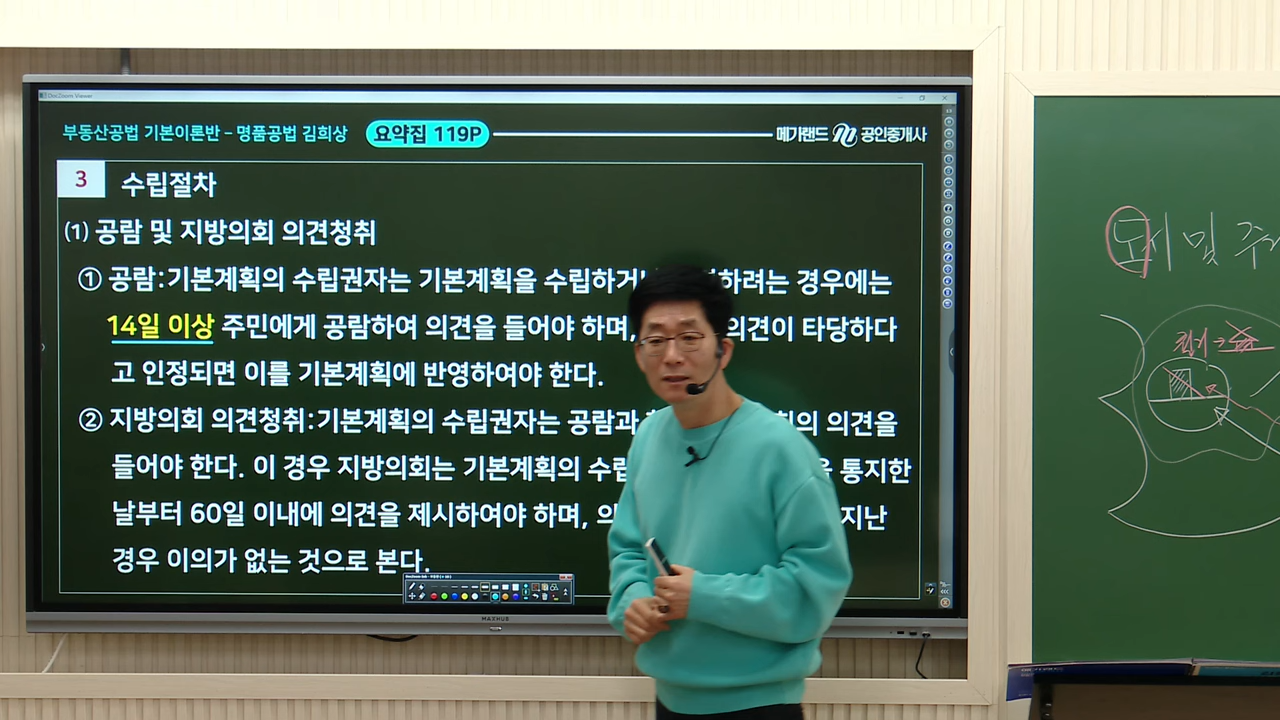 DocZoom Viewer
부동산공법 기본이론반 – 명품공법 김희상 요약집 119P 메가랜드 공인중개사
3 수립절차
(1) 공람 및 지방의회 의견청취
① 공람:기본계획의 수립권자는 기본계획을 수립하거 하려는 경우에는
14일 이상 주민에게 공람하여 의견을 들어야 하며, 의견이 타당하다
고 인정되면 이를 기본계획에 반영하여야 한다.
② 지방의회 의견청취:기본계획의 수립권자는 공람과 의 의견을
들어야 한다. 이 경우 지방의회는 기본계획의 수립 통지한
날부터 60일 이내에 의견을 제시하여야 하며, 의 지난
경우 이의가 없는 것으로 본다.
MAXHUB
도시 및 주